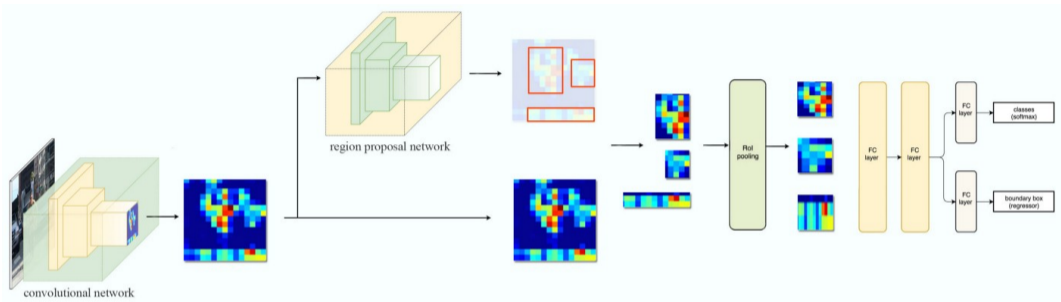 convolutional network
region proposal network
RoI
pooling
FC
layer
FC
layer
FC
layer
classes
(softmax)
FC
layer
boundary box
(regressor)